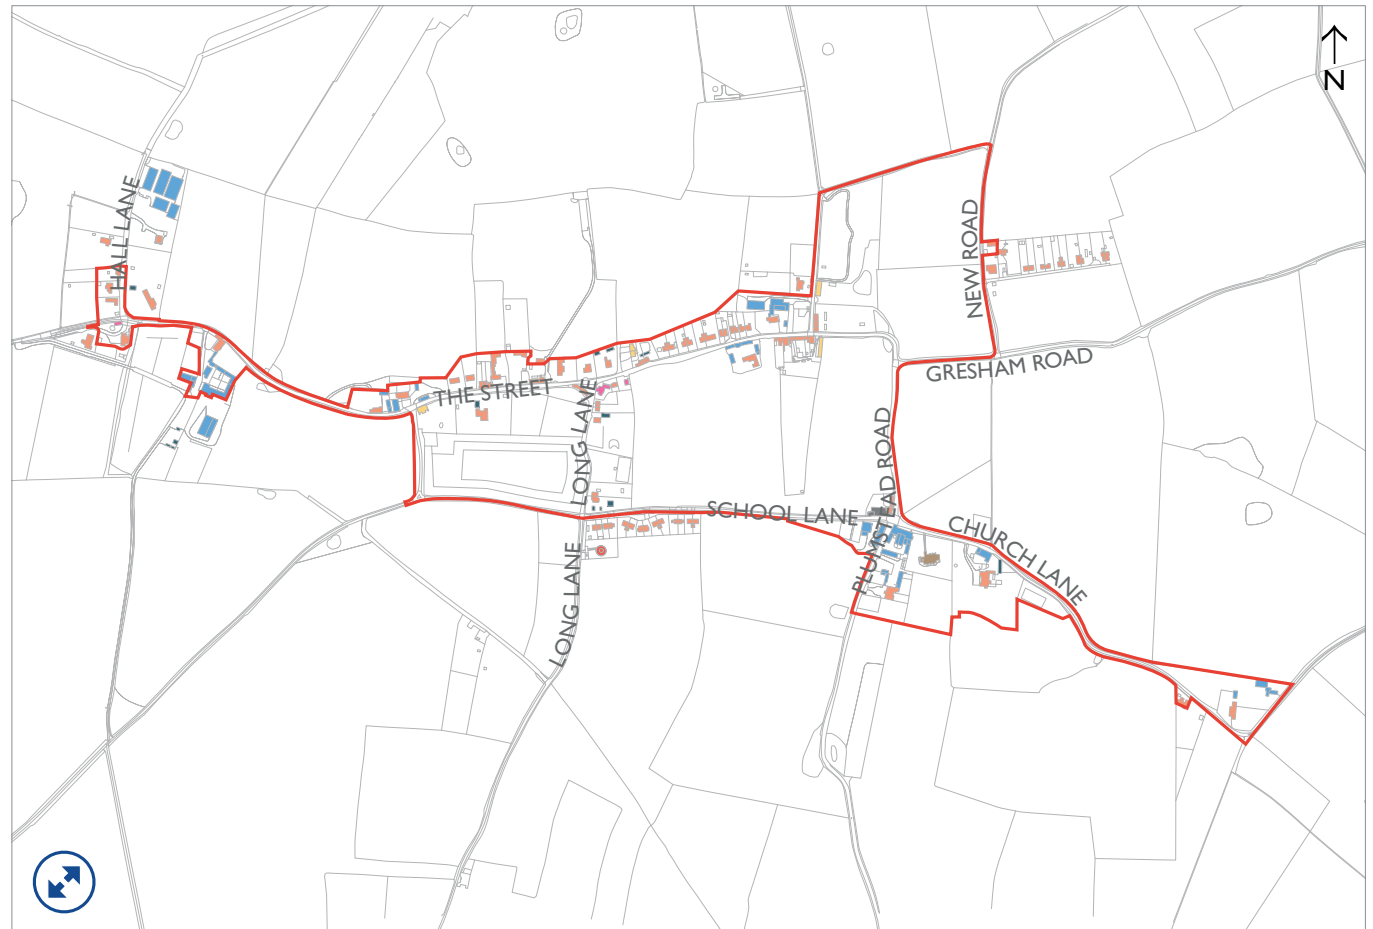 N
HALL LANE
NEW ROAD
GRESHAM ROAD
THE STREET
LONG LANE
PLUMSTEAD ROAD
SCHOOL LANE
CHURCH LANE
LONG LANE